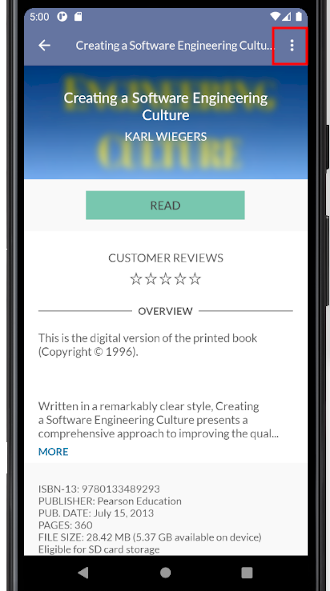 5:00
Creating a Software Engineering Cultu...
ENGINEERING
Creating a Software Engineering
Culture
KARL WIEGERS
CULTURE
READ
CUSTOMER REVIEWS
OVERVIEW
This is the digital version of the printed book
(Copyright © 1996).
Written in a remarkably clear style, Creating
a Software Engineering Culture presents a
comprehensive approach to improving the qual...
MORE
ISBN-13: 9780133489293
PUBLISHER: Pearson Education
PUB. DATE: July 15, 2013
PAGES: 360
FILE SIZE: 28.42 MB (5.37 GB available on device)
Eligible for SD card storage